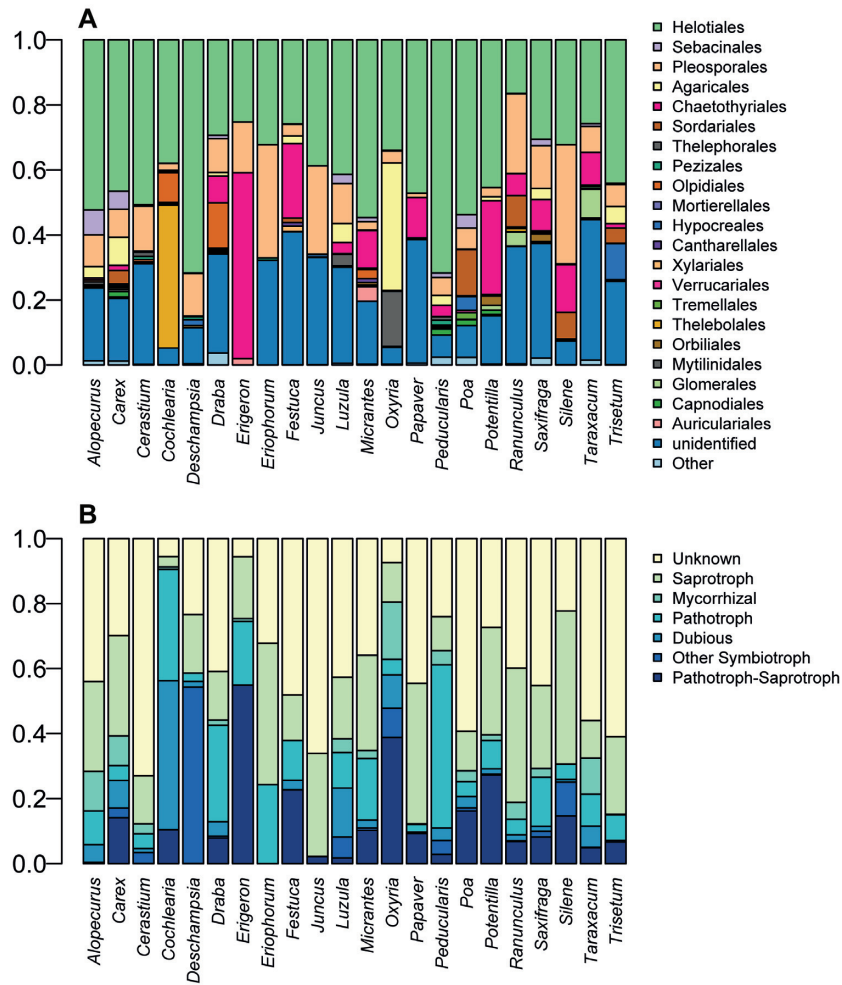 A
1.0
0.8
0.6
0.4
0.2
0.0
Alopecurus
Carex
Cerastium
Cochlearia
Deschampsia
Draba
Erigeron
Eriophorum
Festuca
Juncus
Luzula
Micrantes
Oxyria
Papaver
Peducularis
Poa
Potentilla
Ranunculus
Saxifraga
Silene
Taraxacum
Trisetum
Helotiales
Sebacinales
Pleosporales
Agaricales
Chaetothyriales
Sordariales
Thelephorales
Pezizales
Olpidiales
Mortierellales
Hypocreales
Cantharellales
Xylariales
Verrucariales
Tremellales
Thelebolales
Orbiliales
Mytilinidales
Glomerales
Capnodiales
Auriculariales
unidentified
Other
B
1.0
0.8
0.6
0.4
0.2
0.0
Alopecurus
Carex
Cerastium
Cochlearia
Deschampsia
Draba
Erigeron
Eriophorum
Festuca
Juncus
Luzula
Micrantes
Oxyria
Papaver
Peducularis
Poa
Potentilla
Ranunculus
Saxifraga
Silene
Taraxacum
Trisetum
Unknown
Saprotroph
Mycorrhizal
Pathotroph
Dubious
Other Symbiotroph
Pathotroph-Saprotroph